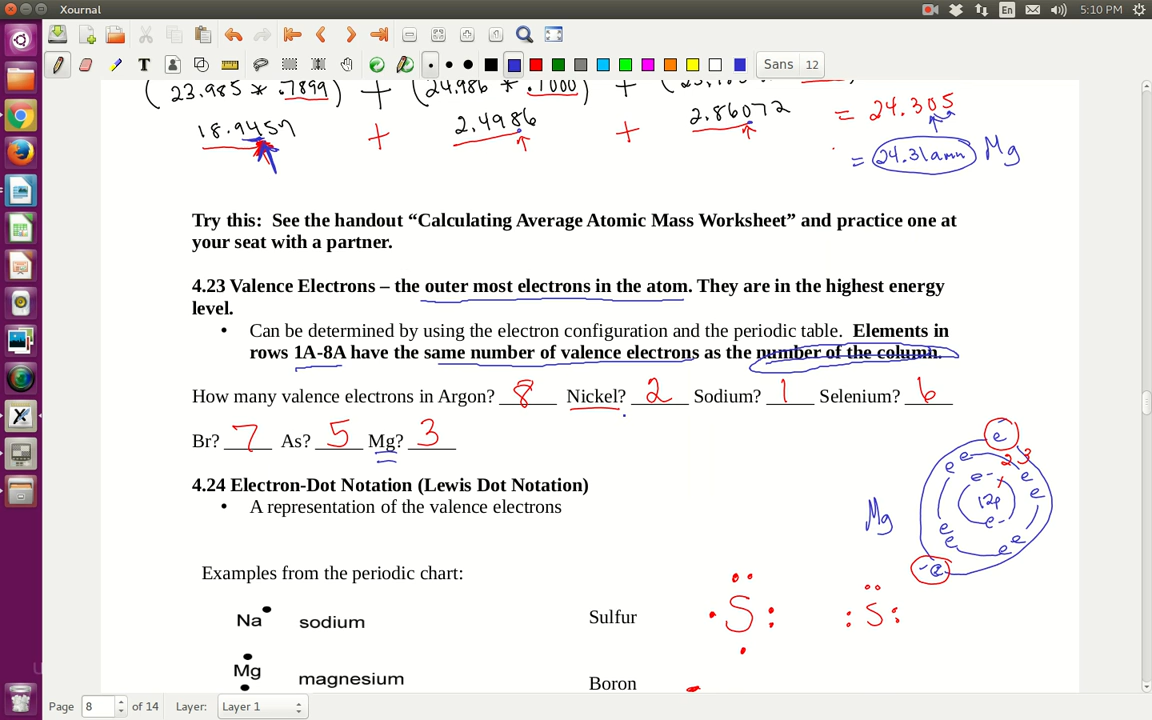 Xournal
En
5:10 PM
Sans 12
(23.985 * .7899) + (24.986 * .1000) +
+ 2.4986 + 2.86072 = 24.305
= 24.31amu Mg
Try this: See the handout “Calculating Average Atomic Mass Worksheet” and practice one at
your seat with a partner.
4.23 Valence Electrons – the outer most electrons in the atom. They are in the highest energy
level.
• Can be determined by using the electron configuration and the periodic table. Elements in
rows 1A-8A have the same number of valence electrons as the number of the column.
How many valence electrons in Argon? 8 Nickel? 2 Sodium? 1 Selenium? 6
Br? 7 As? 5 Mg? 3
4.24 Electron-Dot Notation (Lewis Dot Notation)
• A representation of the valence electrons
Mg
e e e e e e e e e e e e
12p
2 3
Examples from the periodic chart:
Na sodium Sulfur S S
Mg magnesium Boron
Page 8 of 14 Layer: Layer 1